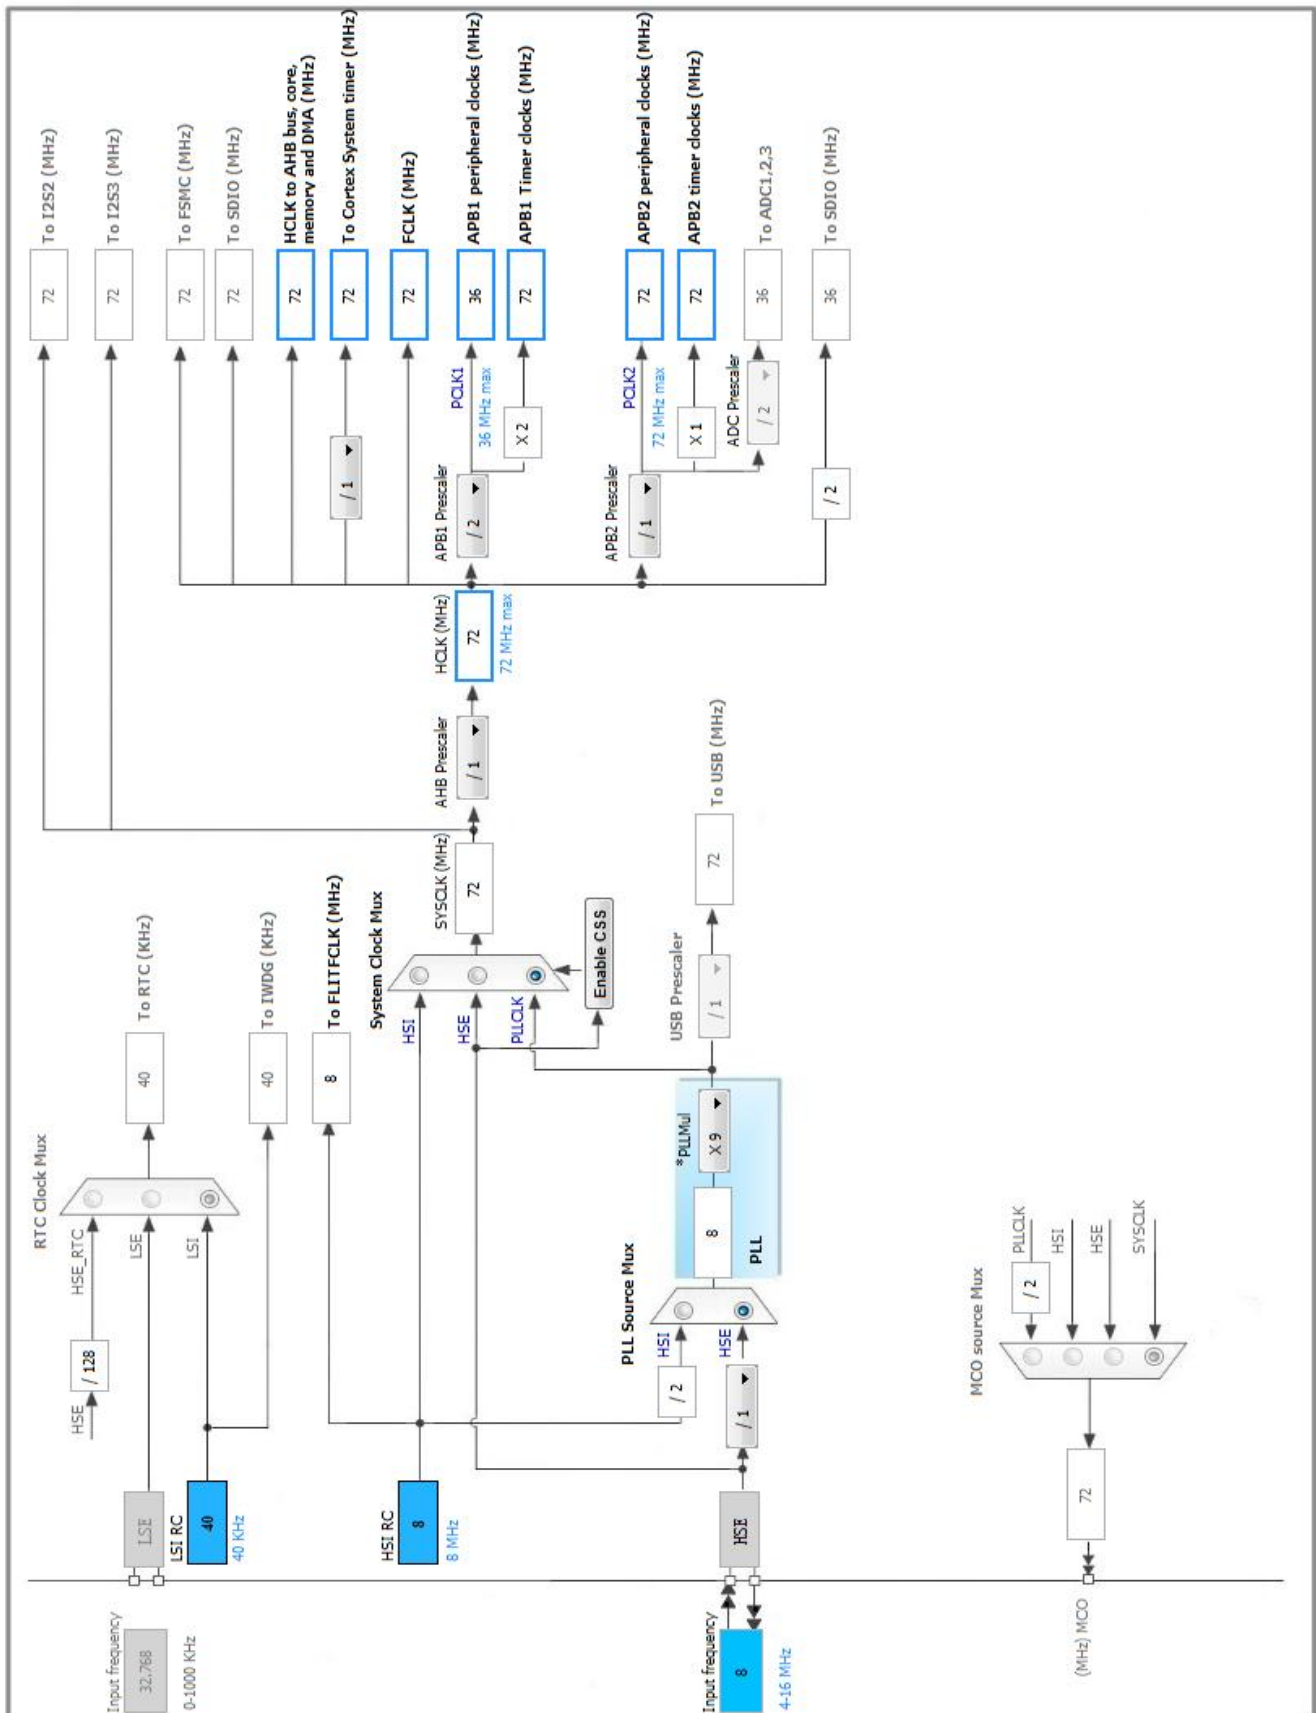 Input frequency
32.768
0-1000 KHz
LSE
LSI RC
40
40 KHz
HSE
/ 128
HSE_RTC
LSE
LSI
RTC Clock Mux
40
To RTC (KHz)
40
To IWDG (KHz)
8
To FLITFCLK (MHz)
HSI RC
8
8 MHz
Input frequency
8
4-16 MHz
HSE
/ 1
/ 2
HSI
HSE
PLL Source Mux
8
*PLLMul
X 9
PLL
USB Prescaler
/ 1
72
To USB (MHz)
System Clock Mux
HSI
HSE
PLLCLK
Enable CSS
SYSCLK (MHz)
72
AHB Prescaler
/ 1
HCLK (MHz)
72
72 MHz max
APB1 Prescaler
/ 2
PCLK1
36 MHz max
X 2
APB2 Prescaler
/ 1
PCLK2
72 MHz max
X 1
ADC Prescaler
/ 2
/ 2
/ 1
72
To I2S2 (MHz)
72
To I2S3 (MHz)
72
To FSMC (MHz)
72
To SDIO (MHz)
72
HCLK to AHB bus, core,
memory and DMA (MHz)
72
To Cortex System timer (MHz)
72
FCLK (MHz)
36
APB1 peripheral clocks (MHz)
72
APB1 Timer clocks (MHz)
72
APB2 peripheral clocks (MHz)
72
APB2 timer clocks (MHz)
36
To ADC1,2,3
36
To SDIO (MHz)
MCO source Mux
/ 2
PLLCLK
HSI
HSE
SYSCLK
72
(MHz) MCO